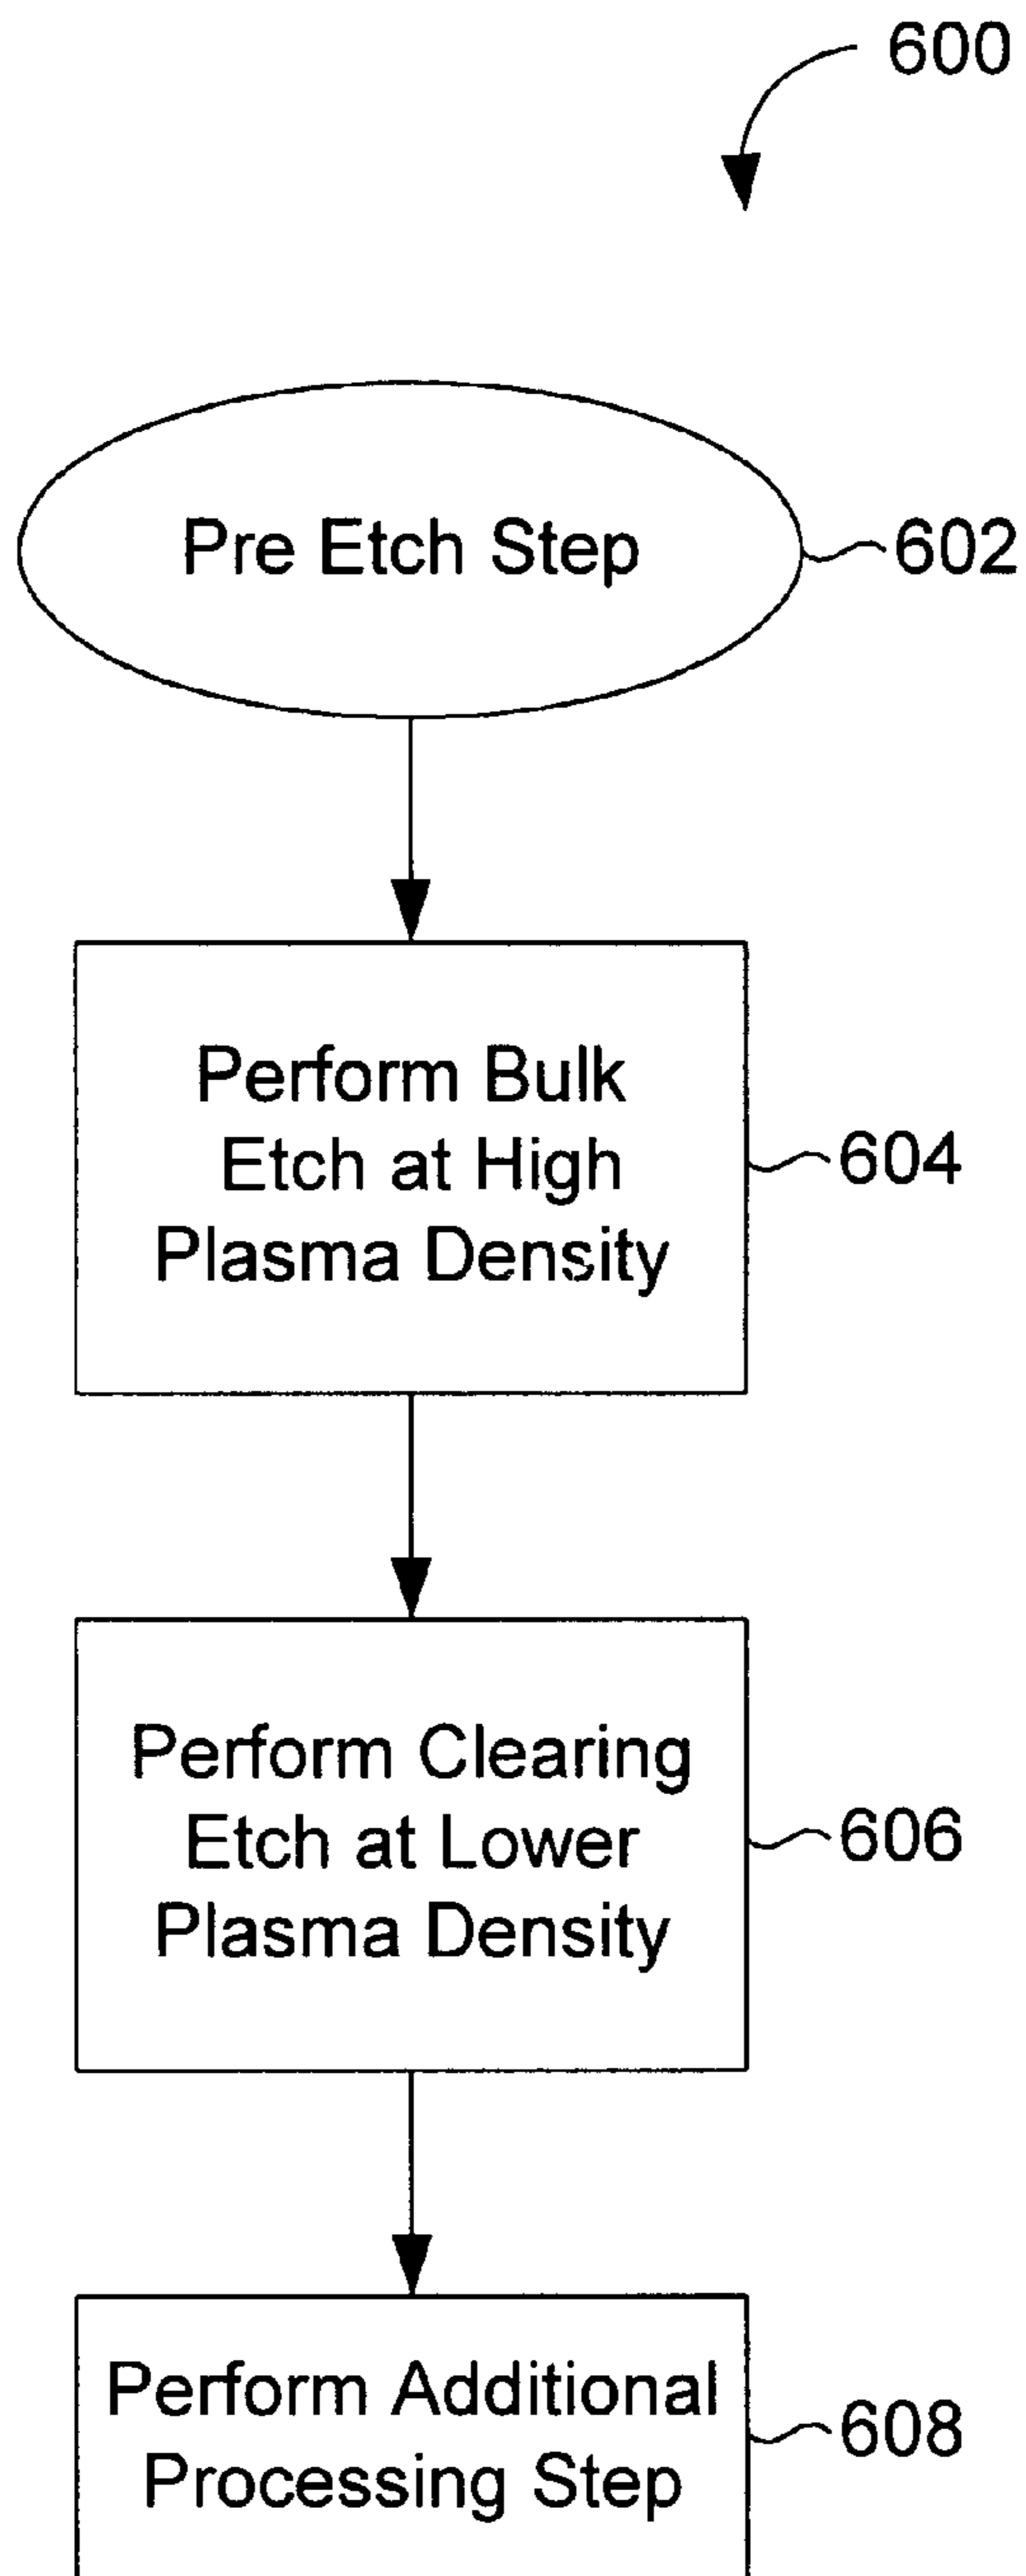 600
Pre Etch Step
602
Perform Bulk
Etch at High
Plasma Density
604
Perform Clearing
Etch at Lower
Plasma Density
606
Perform Additional
Processing Step
608